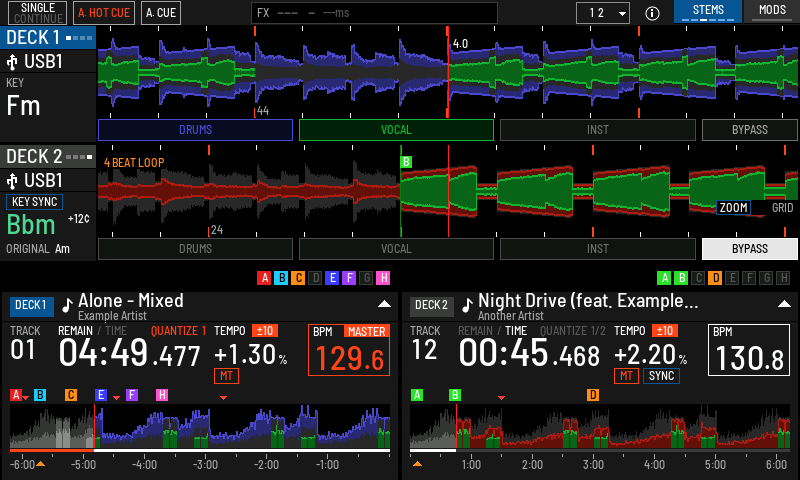 SINGLE
CONTINUE
A. HOT CUE
A. CUE
FX --- - ---ms
1 2
STEMS
MODS
DECK 1
USB1
KEY
Fm
4.0
44
DRUMS
VOCAL
INST
BYPASS
DECK 2
USB1
KEY SYNC
Bbm +12¢
ORIGINAL Am
4 BEAT LOOP
B
24
ZOOM
GRID
DRUMS
VOCAL
INST
BYPASS
A B C D E F G H
A B C D E F G H
DECK 1
Alone - Mixed
Example Artist
TRACK
01
REMAIN / TIME
04:49.477
QUANTIZE 1
TEMPO ±10
+1.30%
MT
BPM MASTER
129.6
A B C E F H
-6:00 -5:00 -4:00 -3:00 -2:00 -1:00
DECK 2
Night Drive (feat. Example...
Another Artist
TRACK
12
REMAIN / TIME
00:45.468
QUANTIZE 1/2
TEMPO ±10
+2.20%
MT SYNC
BPM
130.8
A B D
1:00 2:00 3:00 4:00 5:00 6:00